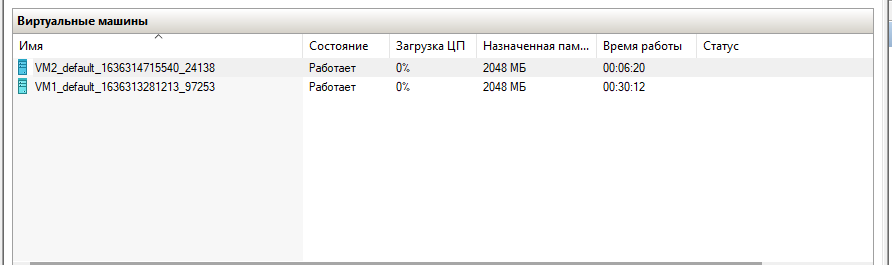 Виртуальные машины
Имя Состояние Загрузка ЦП Назначенная пам... Время работы Статус
VM2_default_1636314715540_24138 Работает 0% 2048 МБ 00:06:20
VM1_default_1636313281213_97253 Работает 0% 2048 МБ 00:30:12